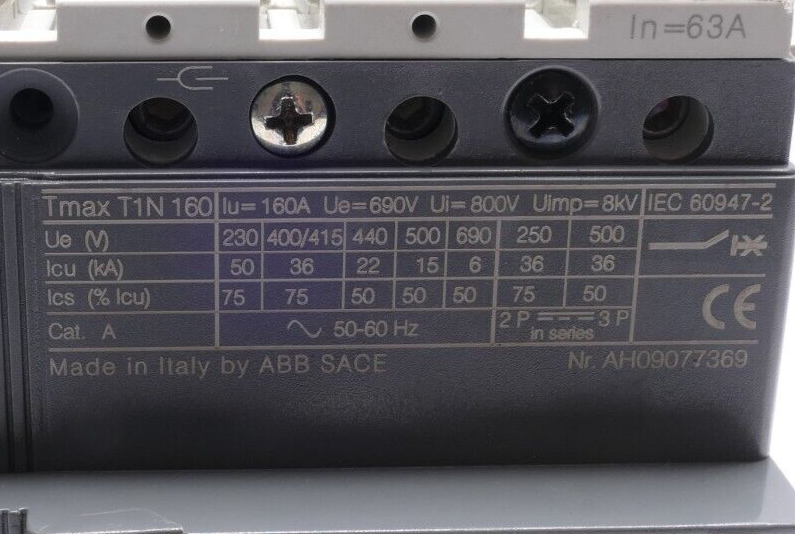 In=63A
Tmax T1N 160 Iu= 160A Ue=690V Ui=800V Uimp=8kV IEC 60947-2
Ue (V) 230 400/415 440 500 690 250 500
Icu (kA) 50 36 22 15 6 36 36
Ics (% Icu) 75 75 50 50 50 75 50
Cat. A 50-60 Hz 2 P 3 P
in series
CE
Made in Italy by ABB SACE Nr. AH09077369